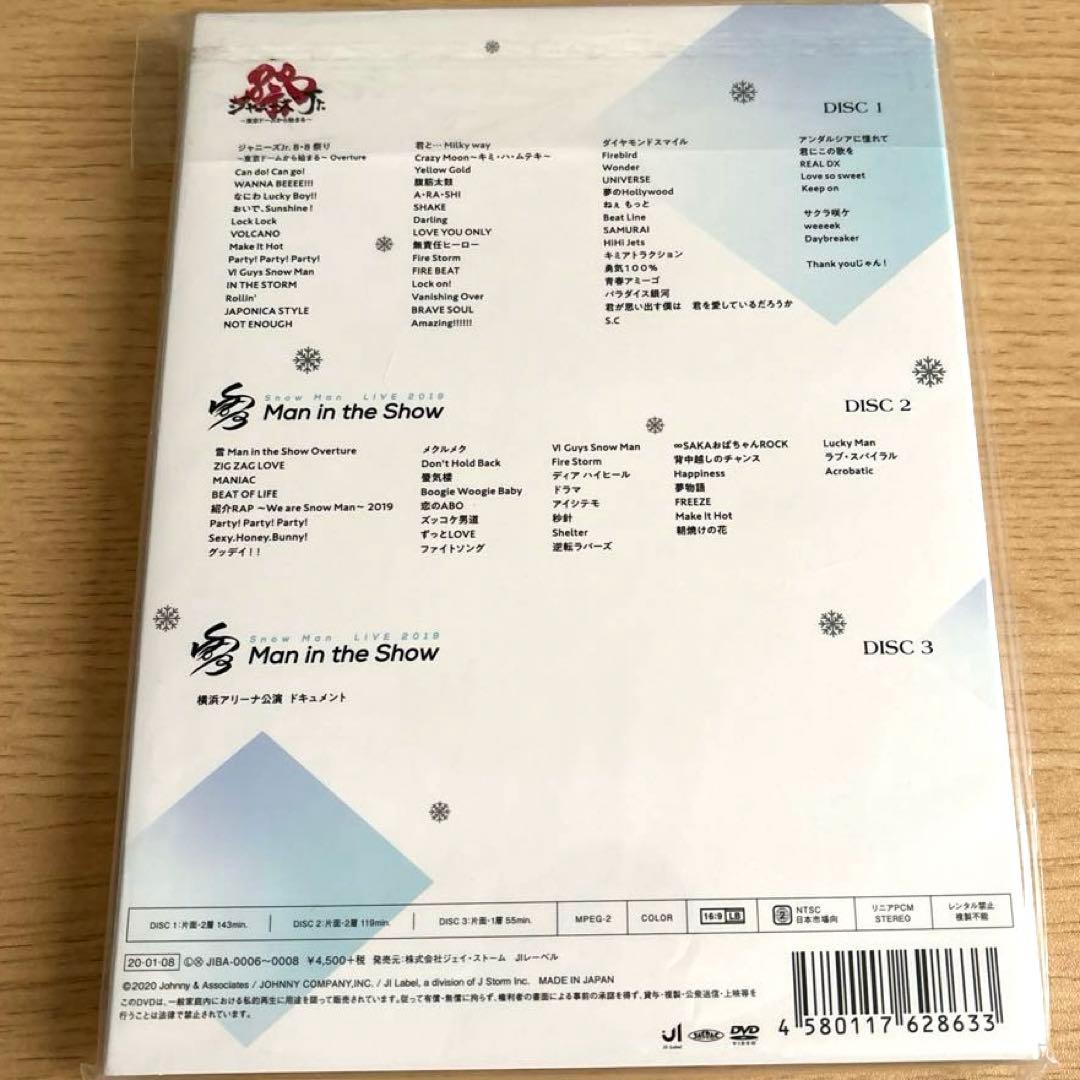 祭
ジャニーズJr.
～東京ドームから始まる～
DISC 1
ジャニーズJr. 8・8 祭り
～東京ドームから始まる～ Overture
Can do! Can go!
WANNA BEEEE!!!
なにわ Lucky Boy!!
おいで、Sunshine!
Lock Lock
VOLCANO
Make It Hot
Party! Party! Party!
VI Guys Snow Man
IN THE STORM
Rollin'
JAPONICA STYLE
NOT ENOUGH
君と… Milky way
Crazy Moon～キミ・ハ・ムテキ～
Yellow Gold
腹筋太鼓
A・RA・SHI
SHAKE
Darling
LOVE YOU ONLY
無責任ヒーロー
Fire Storm
FIRE BEAT
Lock on!
Vanishing Over
BRAVE SOUL
Amazing!!!!!!
ダイヤモンドスマイル
Firebird
Wonder
UNIVERSE
夢のHollywood
ねぇ もっと
Beat Line
SAMURAI
HiHi Jets
キミアトラクション
勇気100%
青春アミーゴ
パラダイス銀河
君が思い出す僕は 君を愛しているだろうか
S.C
アンダルシアに憧れて
君にこの歌を
REAL DX
Love so sweet
Keep on
サクラ咲ケ
weeeek
Daybreaker
Thank youじゃん!
Snow Man LIVE 2019
雪 Man in the Show
DISC 2
雪 Man in the Show Overture
ZIG ZAG LOVE
MANIAC
BEAT OF LIFE
紹介RAP ～We are Snow Man～ 2019
Party! Party! Party!
Sexy.Honey.Bunny!
グッデイ!!
メクルメク
Don't Hold Back
蜃気楼
Boogie Woogie Baby
恋のABO
ズッコケ男道
ずっとLOVE
ファイトソング
VI Guys Snow Man
Fire Storm
ディア ハイヒール
ドラマ
アイシテモ
秒針
Shelter
逆転ラバーズ
∞SAKAおばちゃんROCK
背中越しのチャンス
Happiness
夢物語
FREEZE
Make It Hot
朝焼けの花
Lucky Man
ラブ・スパイラル
Acrobatic
Snow Man LIVE 2019
雪 Man in the Show
DISC 3
横浜アリーナ公演 ドキュメント
DISC 1:片面・2層 143min.
DISC 2:片面・2層 119min.
DISC 3:片面・1層 55min.
MPEG-2
COLOR
16:9 LB
2 NTSC
日本市場向
リニアPCM
STEREO
レンタル禁止
複製不能
20・01・08 ⒸⓍ JIBA-0006～0008 ¥4,500+税 発売元:株式会社ジェイ・ストーム JIレーベル
©2020 Johnny & Associates / JOHNNY COMPANY,INC. / JI Label, a division of J Storm Inc. MADE IN JAPAN
このDVDは、一般家庭内における私的再生に用途を限って販売されています。従って有償・無償に拘らず、権利者の書面による事前の承諾を得ず、貸与・複製・公衆送信・上映等を
行うことは法律で禁止されています。
JI
JI Label
DVD
VIDEO
4 580117 628633